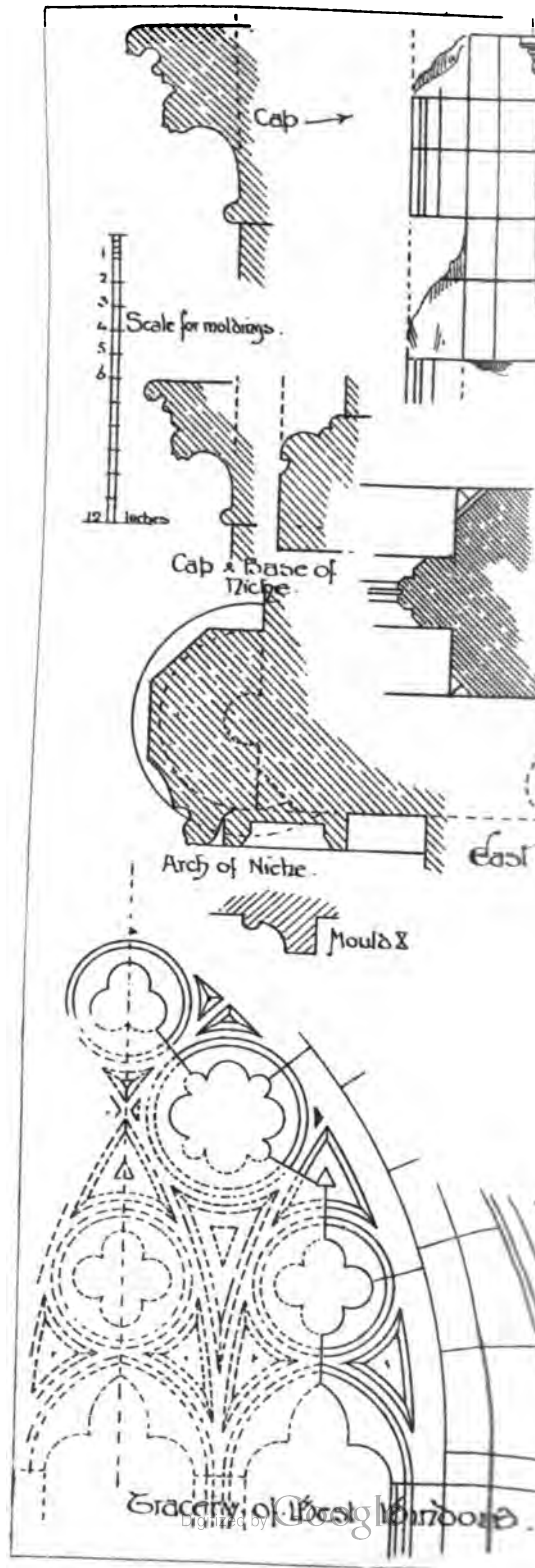 Cap
1
2
3
4
5
6
Scale for moldings.
12 Inches
Cap & Base of
Niche.
Arch of Niche.
East
Mould 8
Tracery of West Windows.
Digitized by Google